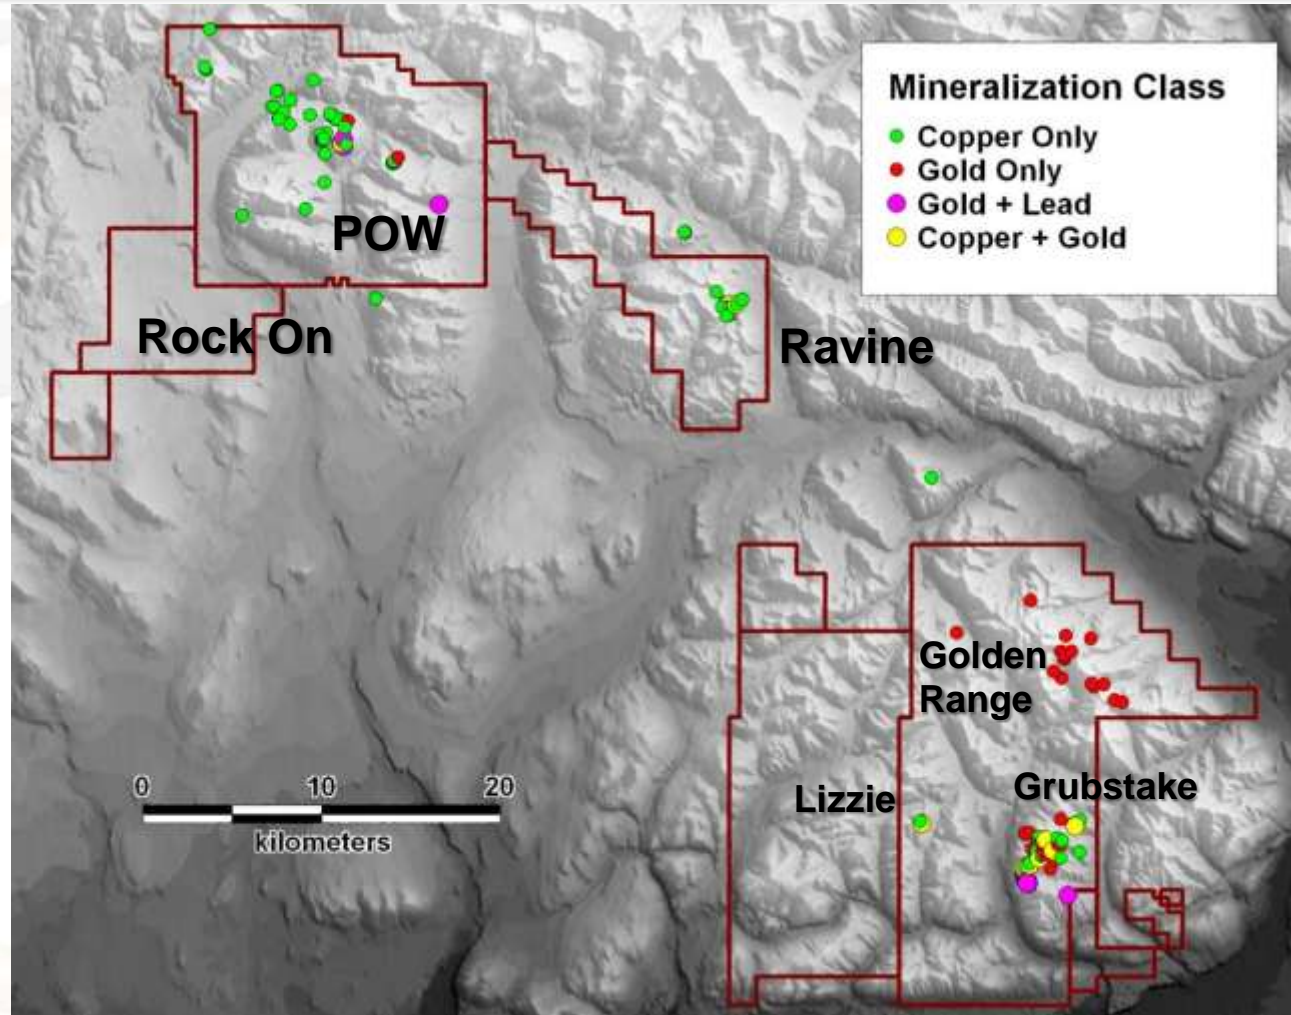 Mineralization Class
Copper Only
Gold Only
Gold + Lead
Copper + Gold
POW
Rock On
Ravine
Golden
Range
Grubstake
Lizzie
0 10 20
kilometers